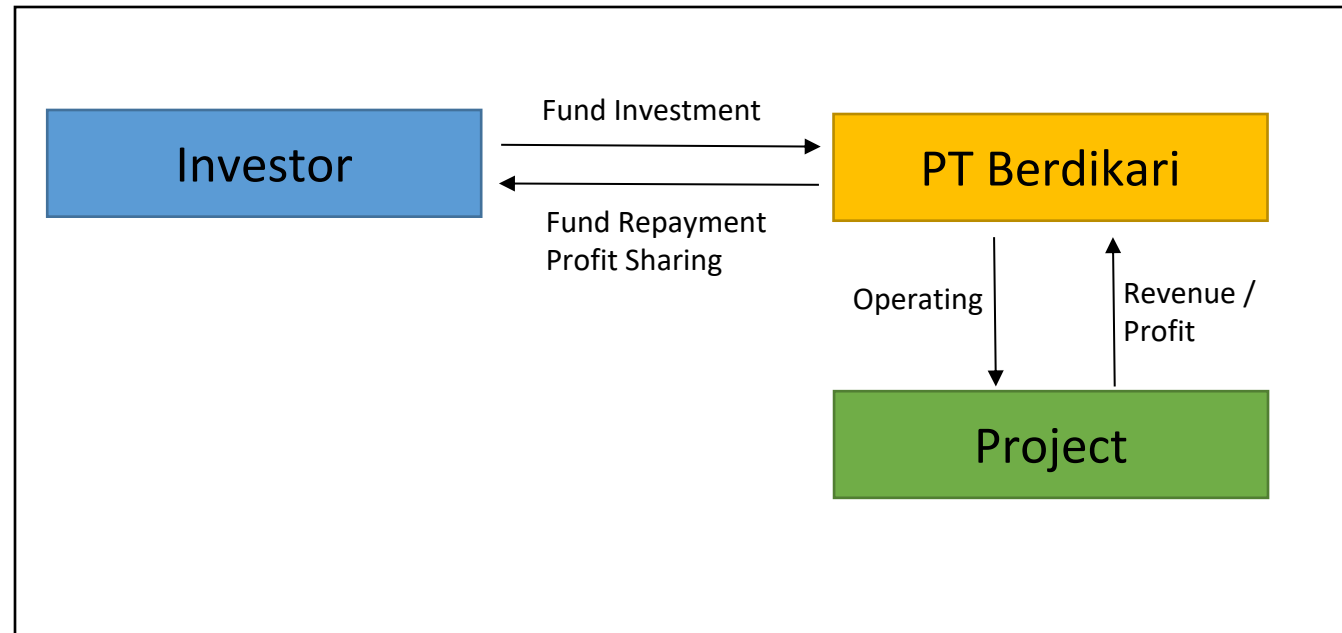 Fund Investment
Investor
PT Berdikari
Fund Repayment
Profit Sharing
Operating
Revenue /
Profit
Project